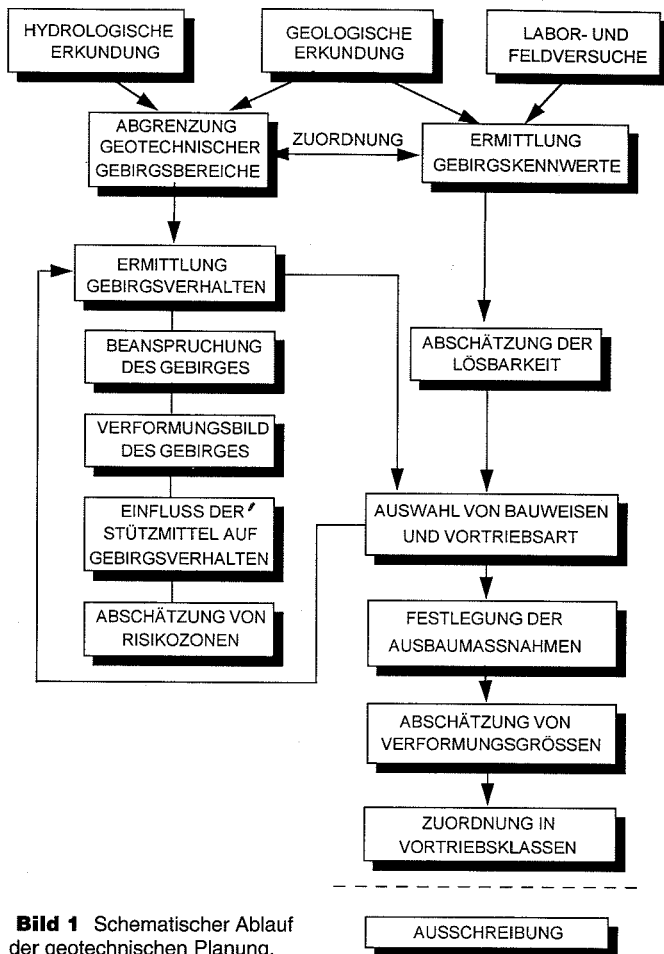 HYDROLOGISCHE
ERKUNDUNG
GEOLOGISCHE
ERKUNDUNG
LABOR- UND
FELDVERSUCHE
ABGRENZUNG
GEOTECHNISCHER
GEBIRGSBEREICHE
ZUORDNUNG
ERMITTLUNG
GEBIRGSKENNWERTE
ERMITTLUNG
GEBIRGSVERHALTEN
BEANSPRUCHUNG
DES GEBIRGES
ABSCHÄTZUNG DER
LÖSBARKEIT
VERFORMUNGSBILD
DES GEBIRGES
EINFLUSS DER
STÜTZMITTEL AUF
GEBIRGSVERHALTEN
AUSWAHL VON BAUWEISEN
UND VORTRIEBSART
ABSCHÄTZUNG VON
RISIKOZONEN
FESTLEGUNG DER
AUSBAUMASSNAHMEN
ABSCHÄTZUNG VON
VERFORMUNGSGRÖSSEN
ZUORDNUNG IN
VORTRIEBSKLASSEN
Bild 1 Schematischer Ablauf
der geotechnischen Planung.
AUSSCHREIBUNG